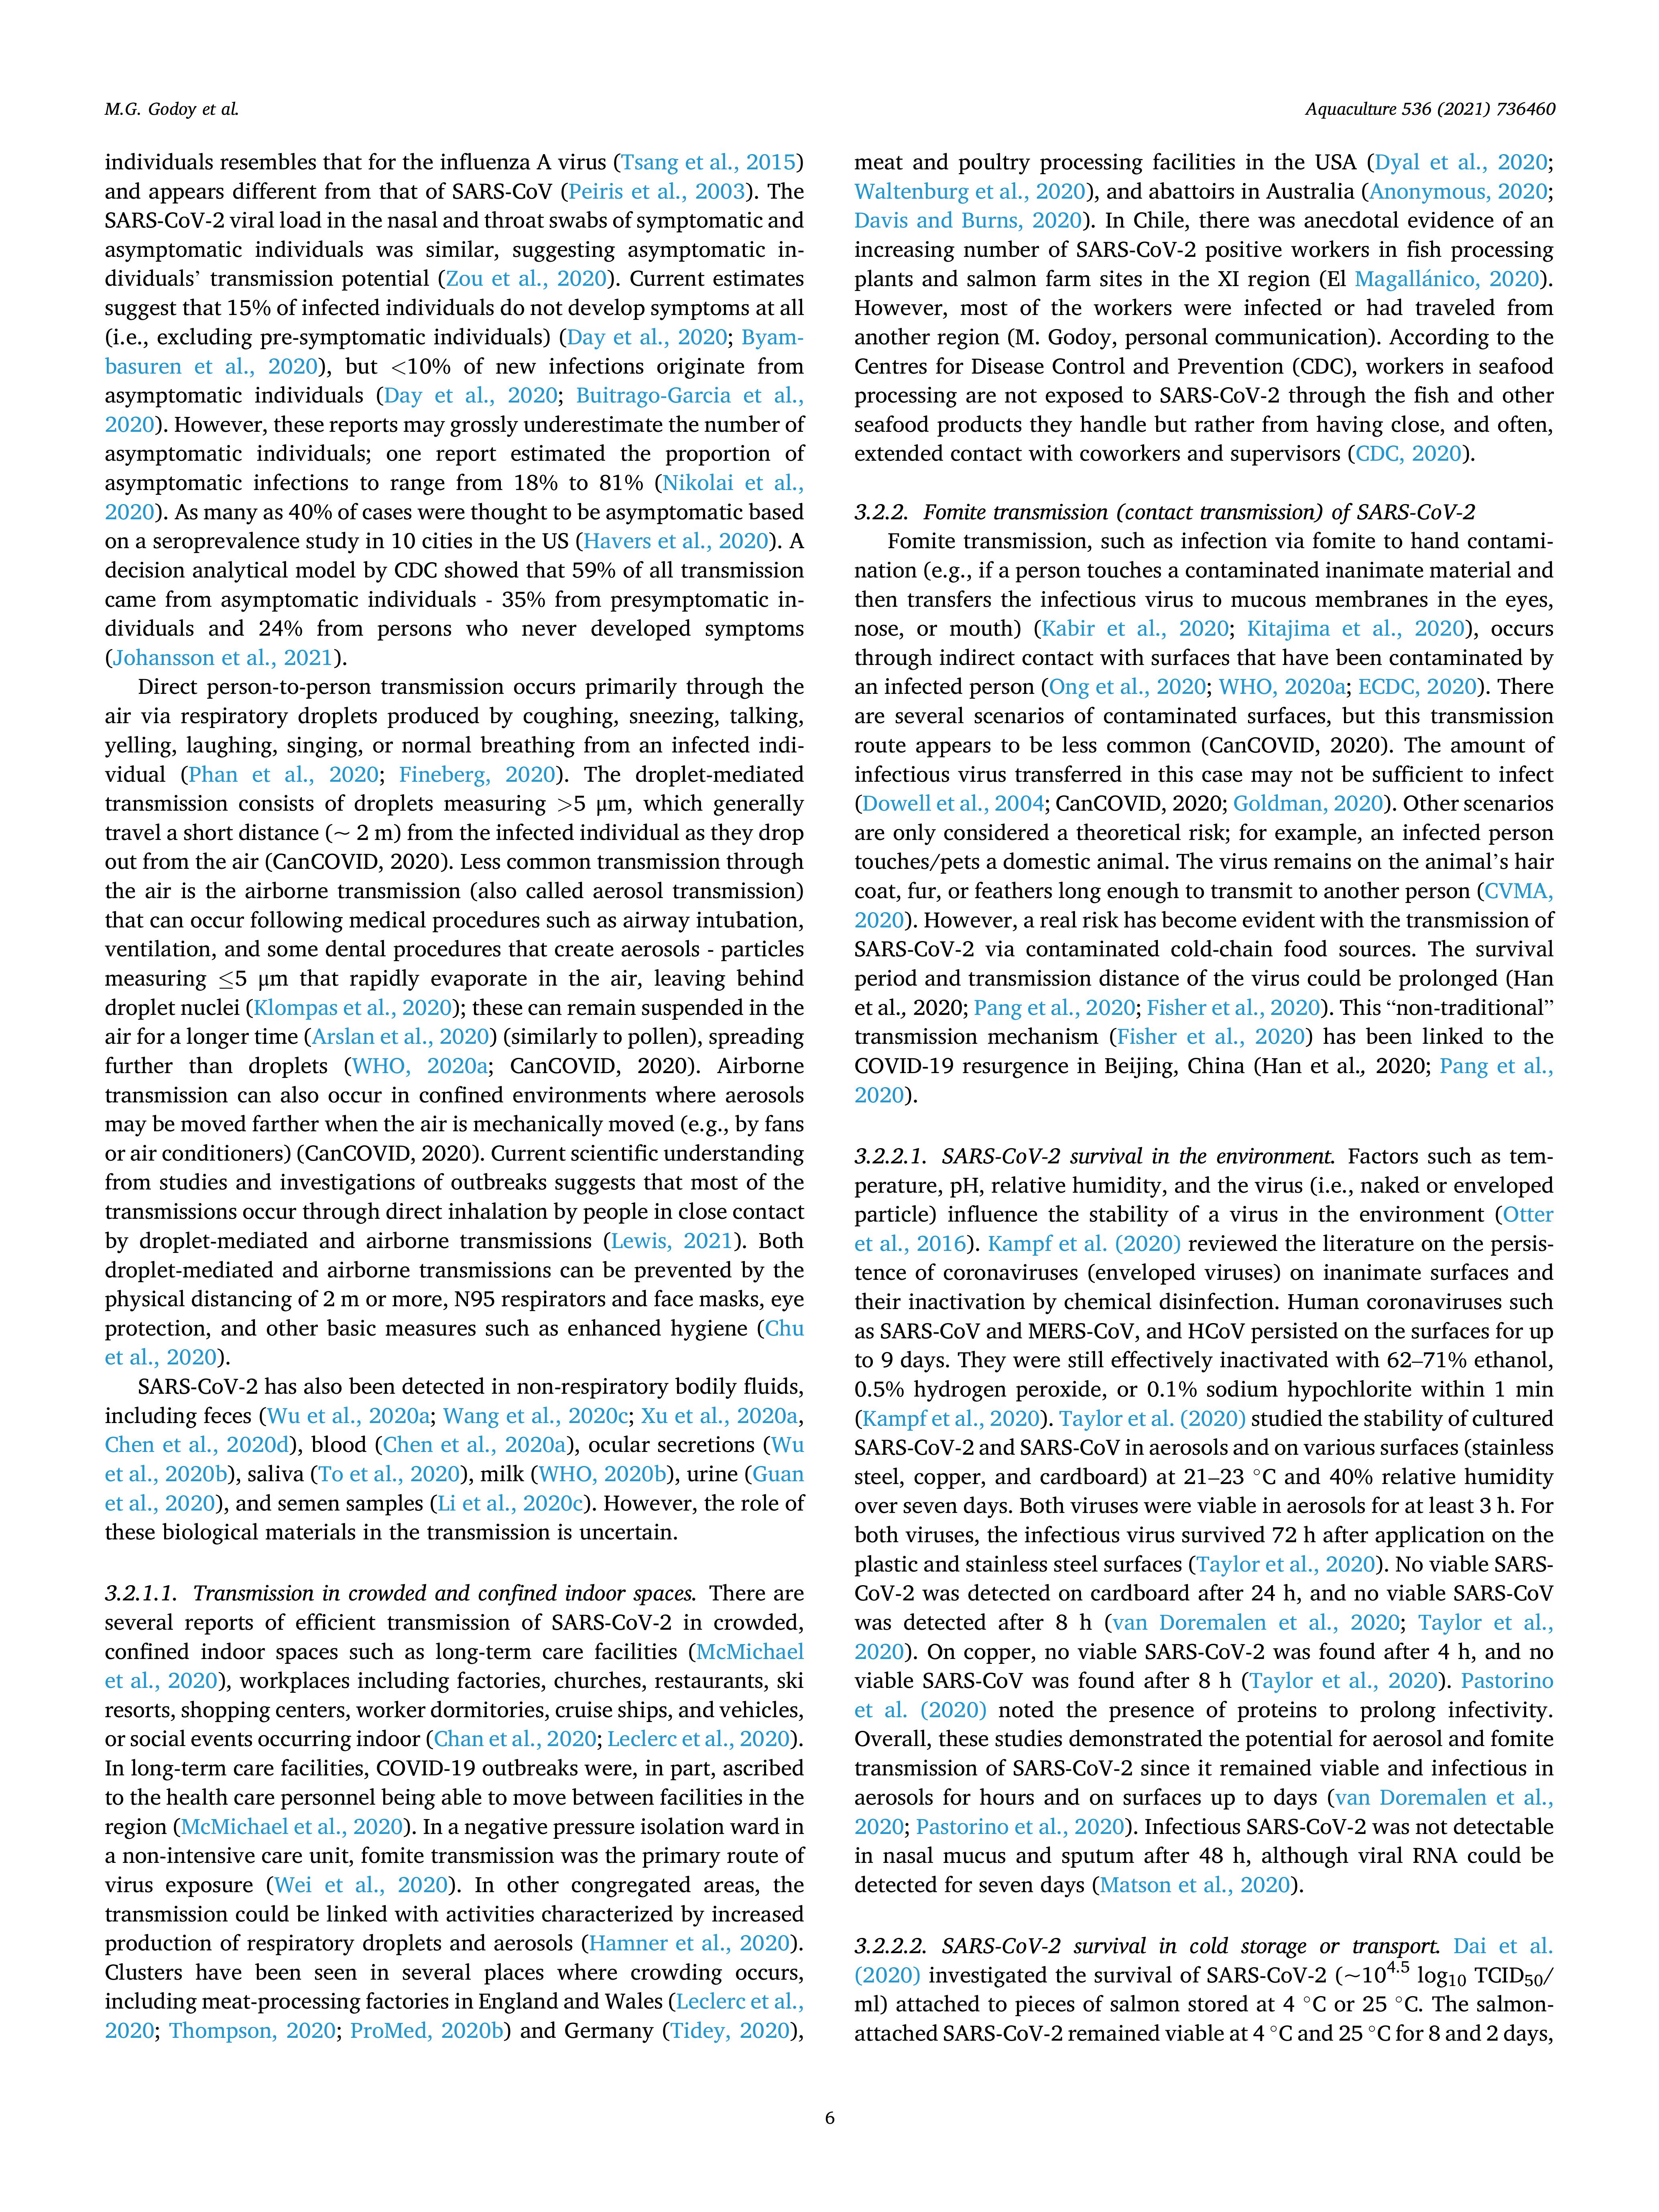 M.G. Godoy et al.
Aquaculture 536 (2021) 736460
individuals resembles that for the influenza A virus (Tsang et al., 2015)
and appears different from that of SARS-CoV (Peiris et al., 2003). The
SARS-CoV-2 viral load in the nasal and throat swabs of symptomatic and
asymptomatic individuals was similar, suggesting asymptomatic in-
dividuals’ transmission potential (Zou et al., 2020). Current estimates
suggest that 15% of infected individuals do not develop symptoms at all
(i.e., excluding pre-symptomatic individuals) (Day et al., 2020; Byam-
basuren et al., 2020), but <10% of new infections originate from
asymptomatic individuals (Day et al., 2020; Buitrago-Garcia et al.,
2020). However, these reports may grossly underestimate the number of
asymptomatic individuals; one report estimated the proportion of
asymptomatic infections to range from 18% to 81% (Nikolai et al.,
2020). As many as 40% of cases were thought to be asymptomatic based
on a seroprevalence study in 10 cities in the US (Havers et al., 2020). A
decision analytical model by CDC showed that 59% of all transmission
came from asymptomatic individuals - 35% from presymptomatic in-
dividuals and 24% from persons who never developed symptoms
(Johansson et al., 2021).
Direct person-to-person transmission occurs primarily through the
air via respiratory droplets produced by coughing, sneezing, talking,
yelling, laughing, singing, or normal breathing from an infected indi-
vidual (Phan et al., 2020; Fineberg, 2020). The droplet-mediated
transmission consists of droplets measuring >5 μm, which generally
travel a short distance (~ 2 m) from the infected individual as they drop
out from the air (CanCOVID, 2020). Less common transmission through
the air is the airborne transmission (also called aerosol transmission)
that can occur following medical procedures such as airway intubation,
ventilation, and some dental procedures that create aerosols - particles
measuring ≤5 μm that rapidly evaporate in the air, leaving behind
droplet nuclei (Klompas et al., 2020); these can remain suspended in the
air for a longer time (Arslan et al., 2020) (similarly to pollen), spreading
further than droplets (WHO, 2020a; CanCOVID, 2020). Airborne
transmission can also occur in confined environments where aerosols
may be moved farther when the air is mechanically moved (e.g., by fans
or air conditioners) (CanCOVID, 2020). Current scientific understanding
from studies and investigations of outbreaks suggests that most of the
transmissions occur through direct inhalation by people in close contact
by droplet-mediated and airborne transmissions (Lewis, 2021). Both
droplet-mediated and airborne transmissions can be prevented by the
physical distancing of 2 m or more, N95 respirators and face masks, eye
protection, and other basic measures such as enhanced hygiene (Chu
et al., 2020).
SARS-CoV-2 has also been detected in non-respiratory bodily fluids,
including feces (Wu et al., 2020a; Wang et al., 2020c; Xu et al., 2020a,
Chen et al., 2020d), blood (Chen et al., 2020a), ocular secretions (Wu
et al., 2020b), saliva (To et al., 2020), milk (WHO, 2020b), urine (Guan
et al., 2020), and semen samples (Li et al., 2020c). However, the role of
these biological materials in the transmission is uncertain.
3.2.1.1. Transmission in crowded and confined indoor spaces. There are
several reports of efficient transmission of SARS-CoV-2 in crowded,
confined indoor spaces such as long-term care facilities (McMichael
et al., 2020), workplaces including factories, churches, restaurants, ski
resorts, shopping centers, worker dormitories, cruise ships, and vehicles,
or social events occurring indoor (Chan et al., 2020; Leclerc et al., 2020).
In long-term care facilities, COVID-19 outbreaks were, in part, ascribed
to the health care personnel being able to move between facilities in the
region (McMichael et al., 2020). In a negative pressure isolation ward in
a non-intensive care unit, fomite transmission was the primary route of
virus exposure (Wei et al., 2020). In other congregated areas, the
transmission could be linked with activities characterized by increased
production of respiratory droplets and aerosols (Hamner et al., 2020).
Clusters have been seen in several places where crowding occurs,
including meat-processing factories in England and Wales (Leclerc et al.,
2020; Thompson, 2020; ProMed, 2020b) and Germany (Tidey, 2020),
meat and poultry processing facilities in the USA (Dyal et al., 2020;
Waltenburg et al., 2020), and abattoirs in Australia (Anonymous, 2020;
Davis and Burns, 2020). In Chile, there was anecdotal evidence of an
increasing number of SARS-CoV-2 positive workers in fish processing
plants and salmon farm sites in the XI region (El Magallánico, 2020).
However, most of the workers were infected or had traveled from
another region (M. Godoy, personal communication). According to the
Centres for Disease Control and Prevention (CDC), workers in seafood
processing are not exposed to SARS-CoV-2 through the fish and other
seafood products they handle but rather from having close, and often,
extended contact with coworkers and supervisors (CDC, 2020).
3.2.2. Fomite transmission (contact transmission) of SARS-CoV-2
Fomite transmission, such as infection via fomite to hand contami-
nation (e.g., if a person touches a contaminated inanimate material and
then transfers the infectious virus to mucous membranes in the eyes,
nose, or mouth) (Kabir et al., 2020; Kitajima et al., 2020), occurs
through indirect contact with surfaces that have been contaminated by
an infected person (Ong et al., 2020; WHO, 2020a; ECDC, 2020). There
are several scenarios of contaminated surfaces, but this transmission
route appears to be less common (CanCOVID, 2020). The amount of
infectious virus transferred in this case may not be sufficient to infect
(Dowell et al., 2004; CanCOVID, 2020; Goldman, 2020). Other scenarios
are only considered a theoretical risk; for example, an infected person
touches/pets a domestic animal. The virus remains on the animal’s hair
coat, fur, or feathers long enough to transmit to another person (CVMA,
2020). However, a real risk has become evident with the transmission of
SARS-CoV-2 via contaminated cold-chain food sources. The survival
period and transmission distance of the virus could be prolonged (Han
et al., 2020; Pang et al., 2020; Fisher et al., 2020). This “non-traditional”
transmission mechanism (Fisher et al., 2020) has been linked to the
COVID-19 resurgence in Beijing, China (Han et al., 2020; Pang et al.,
2020).
3.2.2.1. SARS-CoV-2 survival in the environment. Factors such as tem-
perature, pH, relative humidity, and the virus (i.e., naked or enveloped
particle) influence the stability of a virus in the environment (Otter
et al., 2016). Kampf et al. (2020) reviewed the literature on the persis-
tence of coronaviruses (enveloped viruses) on inanimate surfaces and
their inactivation by chemical disinfection. Human coronaviruses such
as SARS-CoV and MERS-CoV, and HCoV persisted on the surfaces for up
to 9 days. They were still effectively inactivated with 62–71% ethanol,
0.5% hydrogen peroxide, or 0.1% sodium hypochlorite within 1 min
(Kampf et al., 2020). Taylor et al. (2020) studied the stability of cultured
SARS-CoV-2 and SARS-CoV in aerosols and on various surfaces (stainless
steel, copper, and cardboard) at 21–23 °C and 40% relative humidity
over seven days. Both viruses were viable in aerosols for at least 3 h. For
both viruses, the infectious virus survived 72 h after application on the
plastic and stainless steel surfaces (Taylor et al., 2020). No viable SARS-
CoV-2 was detected on cardboard after 24 h, and no viable SARS-CoV
was detected after 8 h (van Doremalen et al., 2020; Taylor et al.,
2020). On copper, no viable SARS-CoV-2 was found after 4 h, and no
viable SARS-CoV was found after 8 h (Taylor et al., 2020). Pastorino
et al. (2020) noted the presence of proteins to prolong infectivity.
Overall, these studies demonstrated the potential for aerosol and fomite
transmission of SARS-CoV-2 since it remained viable and infectious in
aerosols for hours and on surfaces up to days (van Doremalen et al.,
2020; Pastorino et al., 2020). Infectious SARS-CoV-2 was not detectable
in nasal mucus and sputum after 48 h, although viral RNA could be
detected for seven days (Matson et al., 2020).
3.2.2.2. SARS-CoV-2 survival in cold storage or transport. Dai et al.
(2020) investigated the survival of SARS-CoV-2 (~10^4.5 log₁₀ TCID₅₀/
ml) attached to pieces of salmon stored at 4 °C or 25 °C. The salmon-
attached SARS-CoV-2 remained viable at 4 °C and 25 °C for 8 and 2 days,
6